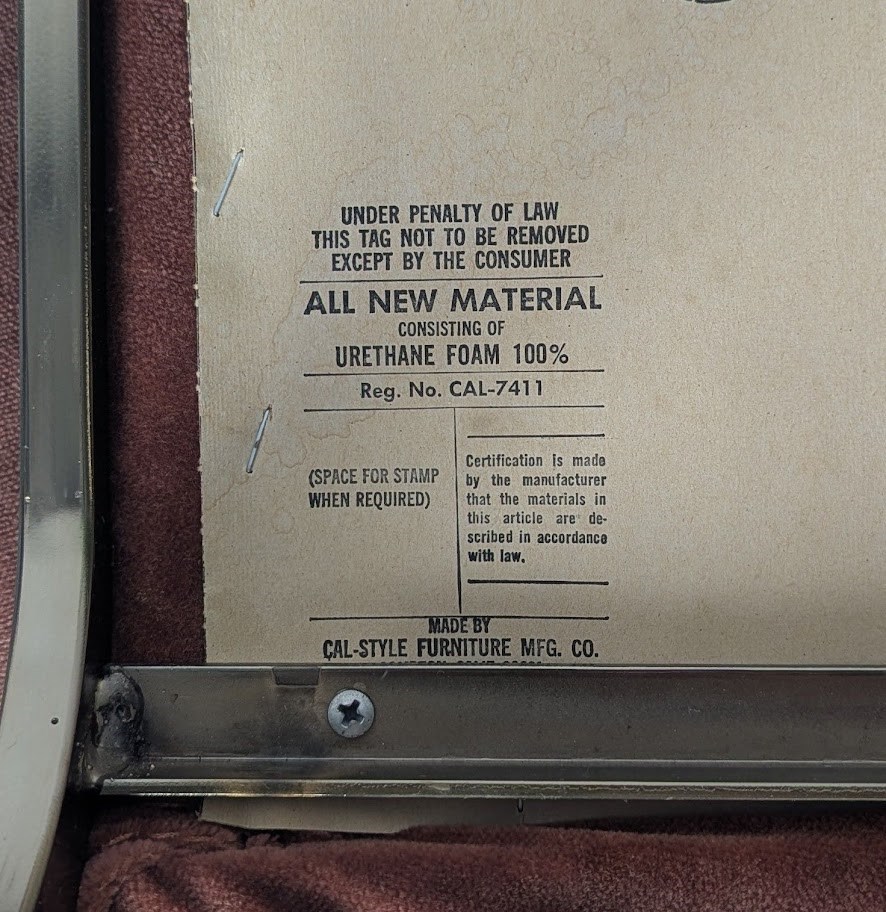 UNDER PENALTY OF LAW
THIS TAG NOT TO BE REMOVED
EXCEPT BY THE CONSUMER
ALL NEW MATERIAL
CONSISTING OF
URETHANE FOAM 100%
Reg. No. CAL-7411
(SPACE FOR STAMP
WHEN REQUIRED)
Certification is made
by the manufacturer
that the materials in
this article are de-
scribed in accordance
with law.
MADE BY
CAL-STYLE FURNITURE MFG. CO.